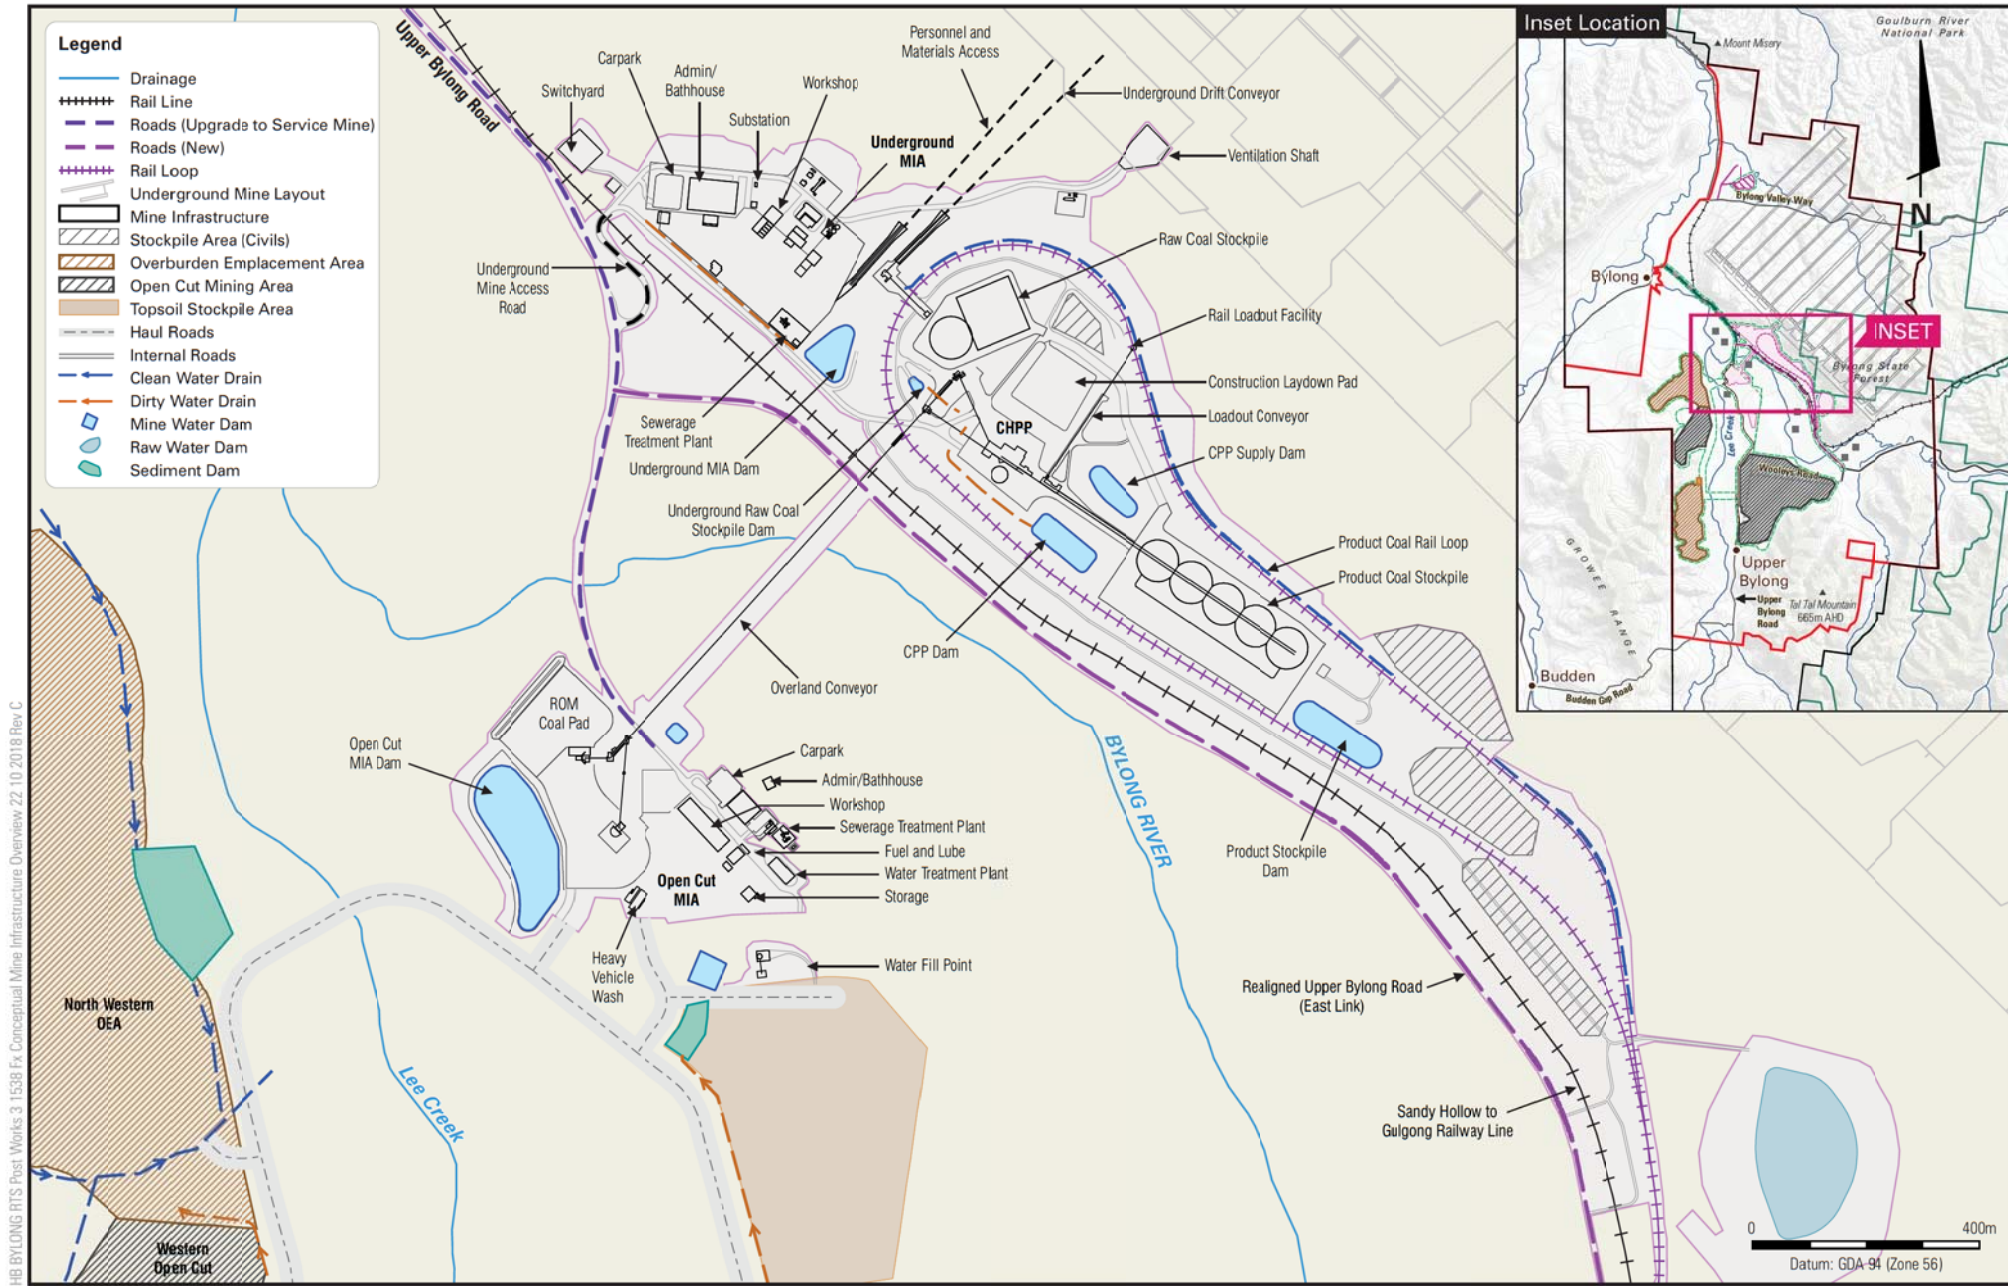 Legend
Drainage
Rail Line
Roads (Upgrade to Service Mine)
Roads (New)
Rail Loop
Underground Mine Layout
Mine Infrastructure
Stockpile Area (Civils)
Overburden Emplacement Area
Open Cut Mining Area
Topsoil Stockpile Area
Haul Roads
Internal Roads
Clean Water Drain
Dirty Water Drain
Mine Water Dam
Raw Water Dam
Sediment Dam
Upper Bylong Road
Switchyard
Carpark
Admin/
Bathhouse
Substation
Workshop
Underground
MIA
Personnel and
Materials Access
Underground Drift Conveyor
Ventilation Shaft
Underground
Mine Access
Road
Raw Coal Stockpile
Rail Loadout Facility
Construction Laydown Pad
Loadout Conveyor
CHPP
CPP Supply Dam
Sewerage
Treatment Plant
Underground MIA Dam
Underground Raw Coal
Stockpile Dam
Product Coal Rail Loop
Product Coal Stockpile
CPP Dam
Overland Conveyor
ROM
Coal Pad
Open Cut
MIA Dam
Carpark
Admin/Bathhouse
Workshop
Sewerage Treatment Plant
Fuel and Lube
Water Treatment Plant
Storage
Open Cut
MIA
Heavy
Vehicle
Wash
Water Fill Point
BYLONG RIVER
Product Stockpile
Dam
Realigned Upper Bylong Road
(East Link)
Sandy Hollow to
Gulgong Railway Line
North Western
OEA
Lee Creek
Western
Open Cut
0 400m
Datum: GDA 94 (Zone 56)
Inset Location
Goulburn River
National Park
Mount Misery
Bylong Valley Way
N
Bylong
INSET
Bylong State
Forest
Lee Creek
Wooleys Road
GROWEE RANGE
Upper
Bylong
Upper
Bylong
Road
Tal Tal Mountain
665m AHD
Budden
Budden Gap Road
HB BYLONG RTS Post Works 3 1538 Fx Conceptual Mine Infrastructure Overview 22 10 2018 Rev C